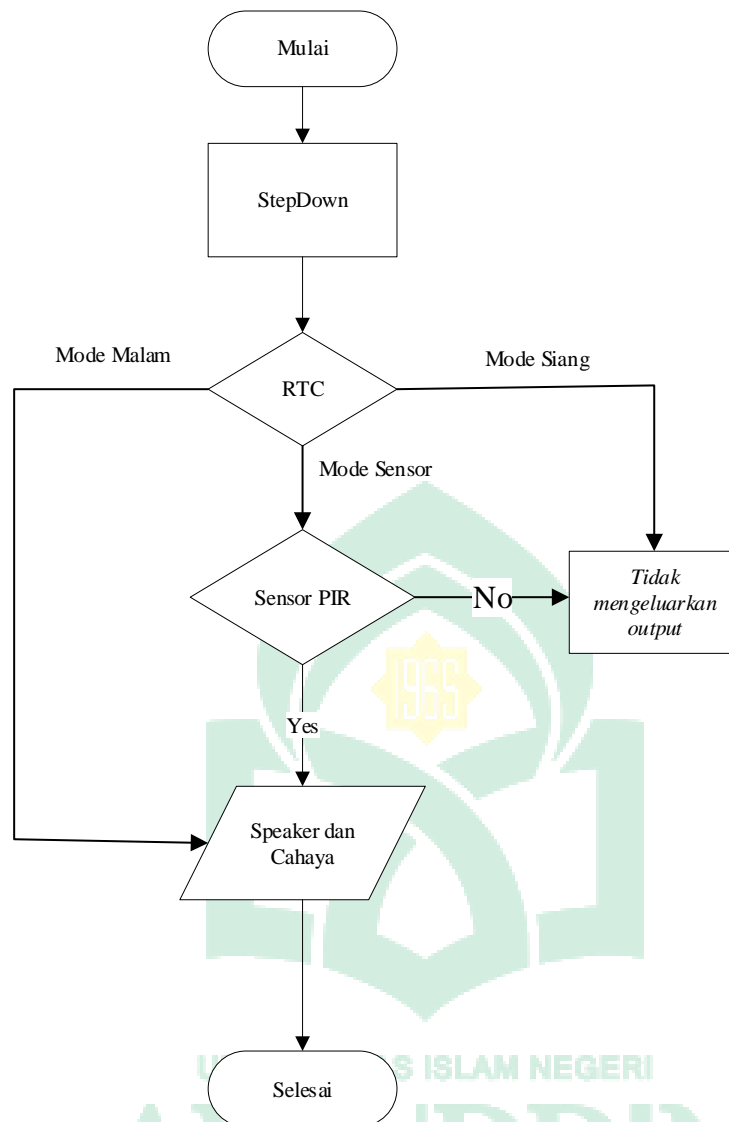 Mulai
StepDown
Mode Malam
RTC
Mode Siang
Mode Sensor
Sensor PIR
No
Tidak
mengeluarkan
output
1965
Yes
Speaker dan
Cahaya
ISLAM NEGERI
Selesai